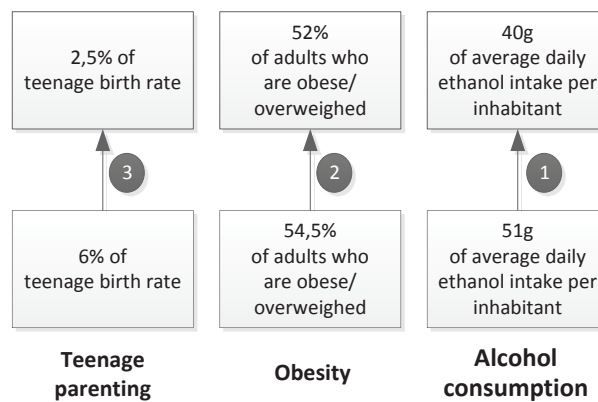 2,5% of
teenage birth rate
52%
of adults who
are obese/
overweighed
40g
of average daily
ethanol intake per
inhabitant
3
2
1
6% of
teenage birth rate
54,5%
of adults who
are obese/
overweighed
51g
of average daily
ethanol intake per
inhabitant
Teenage
parenting
Obesity
Alcohol
consumption